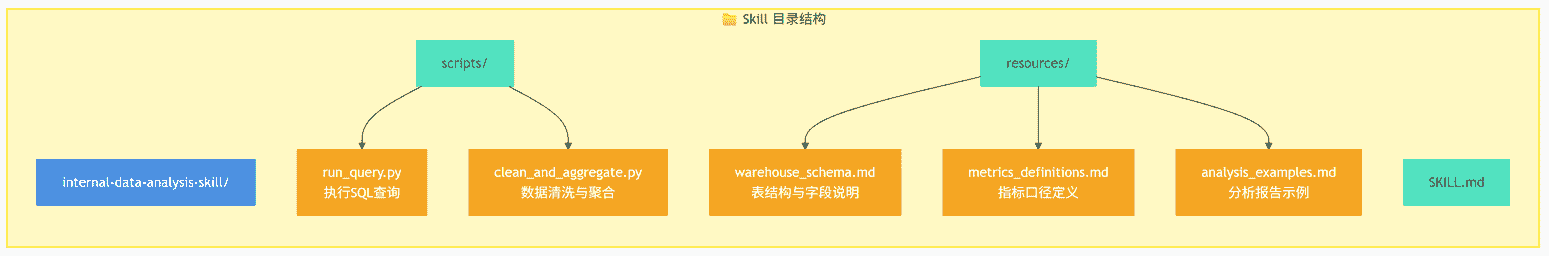 📁 Skill 目录结构
scripts/
resources/
internal-data-analysis-skill/
run_query.py
执行SQL查询
clean_and_aggregate.py
数据清洗与聚合
warehouse_schema.md
表结构与字段说明
metrics_definitions.md
指标口径定义
analysis_examples.md
分析报告示例
SKILL.md